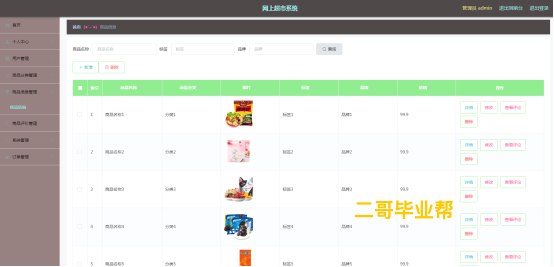 网上超市系统
管理员 admin 退出到前台 退出登录
首页
商品信息
首页
个人中心
用户管理
商品分类管理
商品信息管理
商品信息
商品评价管理
系统管理
订单管理
商品名称 商品名称 标签 标签 品牌 品牌 查询
+ 新增 删除
索引 商品名称 商品分类 图片 标签 品牌 价格 操作
1 商品名称1 分类1 标签1 品牌1 99.9 详情 修改 查看评论
删除
2 商品名称2 分类2 标签2 品牌2 99.9 详情 修改 查看评论
删除
3 商品名称3 分类3 标签3 品牌3 99.9 详情 修改 查看评论
删除
二哥毕业帮
4 商品名称4 分类4 标签4 品牌4 99.9 详情 修改 查看评论
删除
5 商品名称5 分类5 标签5 品牌5 99.9 详情 修改 查看评论